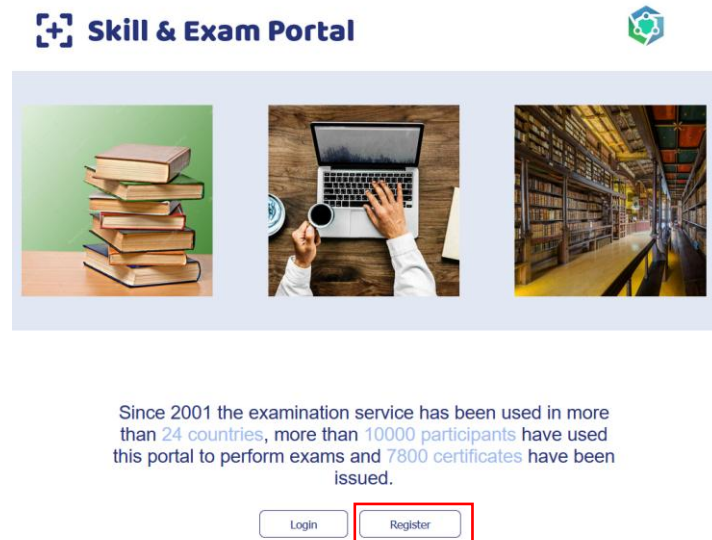 [+] Skill & Exam Portal
Since 2001 the examination service has been used in more
than 24 countries, more than 10000 participants have used
this portal to perform exams and 7800 certificates have been
issued.
Login Register